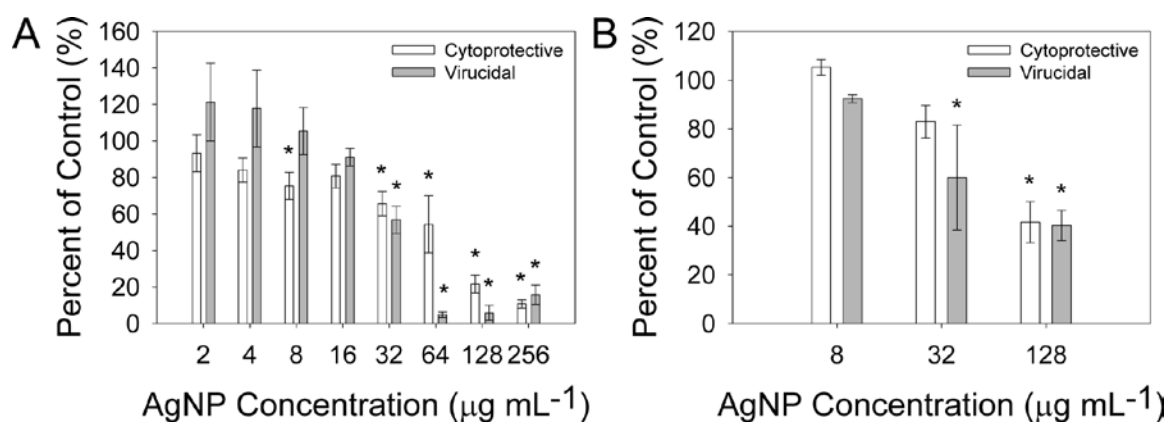 A
Percent of Control (%)
160
140
120
100
80
60
40
20
0
Cytoprotective
Virucidal
* * * * * * * * * *
2 4 8 16 32 64 128 256
AgNP Concentration (µg mL-1)
B
Percent of Control (%)
120
100
80
60
40
20
0
Cytoprotective
Virucidal
* * *
8 32 128
AgNP Concentration (µg mL-1)